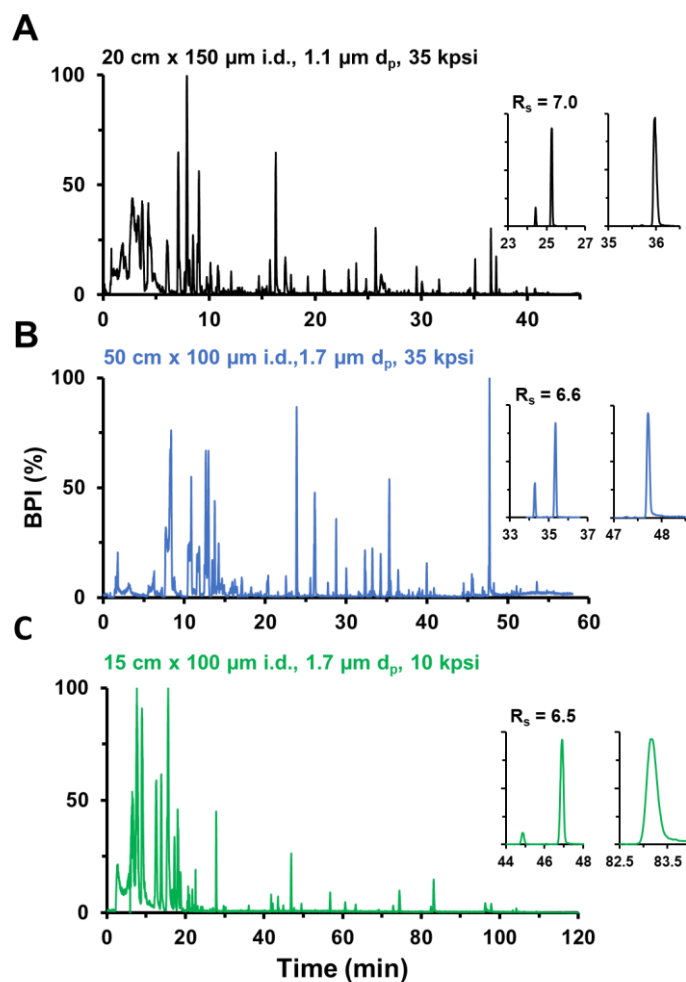 A
20 cm x 150 µm i.d., 1.1 µm dp, 35 kpsi
100
50
0
0 10 20 30 40
Rs = 7.0
23 25 27
35 36
B
50 cm x 100 µm i.d.,1.7 µm dp, 35 kpsi
100
50
0
0 10 20 30 40 50 60
Rs = 6.6
33 35 37
47 48
BPI (%)
C
15 cm x 100 µm i.d., 1.7 µm dp, 10 kpsi
100
50
0
0 20 40 60 80 100 120
Rs = 6.5
44 46 48
82.5 83.5
Time (min)